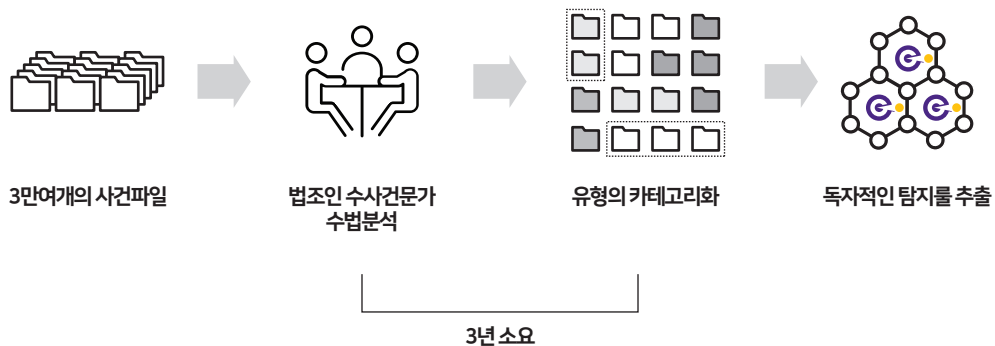 3만여개의 사건파일
법조인 수사건문가
수법분석
유형의 카테고리화
독자적인 탐지룰 추출
3년 소요